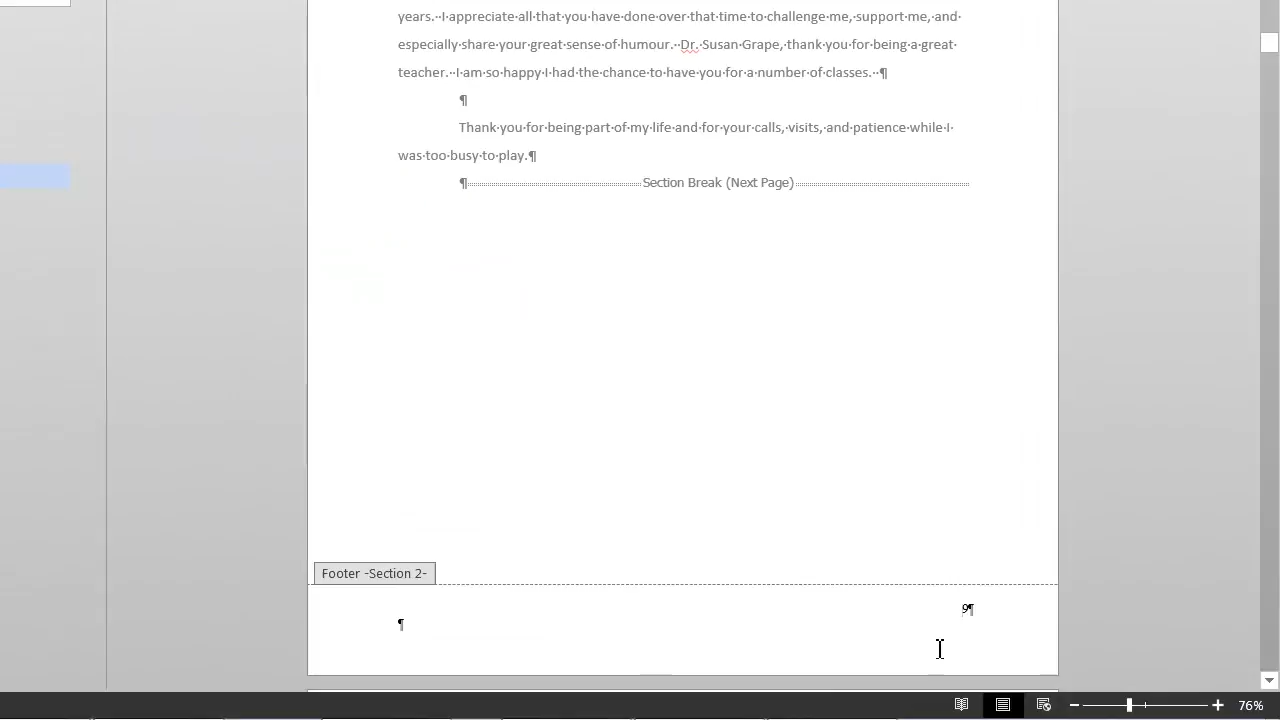 years.··I·appreciate·all·that·you·have·done·over·that·time·to·challenge·me,·support·me,·and·
especially·share·your·great·sense·of·humour.··Dr.·Susan·Grape,·thank·you·for·being·a·great·
teacher.··I·am·so·happy·I·had·the·chance·to·have·you·for·a·number·of·classes.··¶
¶
Thank·you·for·being·part·of·my·life·and·for·your·calls,·visits,·and·patience·while·I·
was·too·busy·to·play.¶
¶ Section Break (Next Page)
Footer -Section 2-
9¶
¶
76%